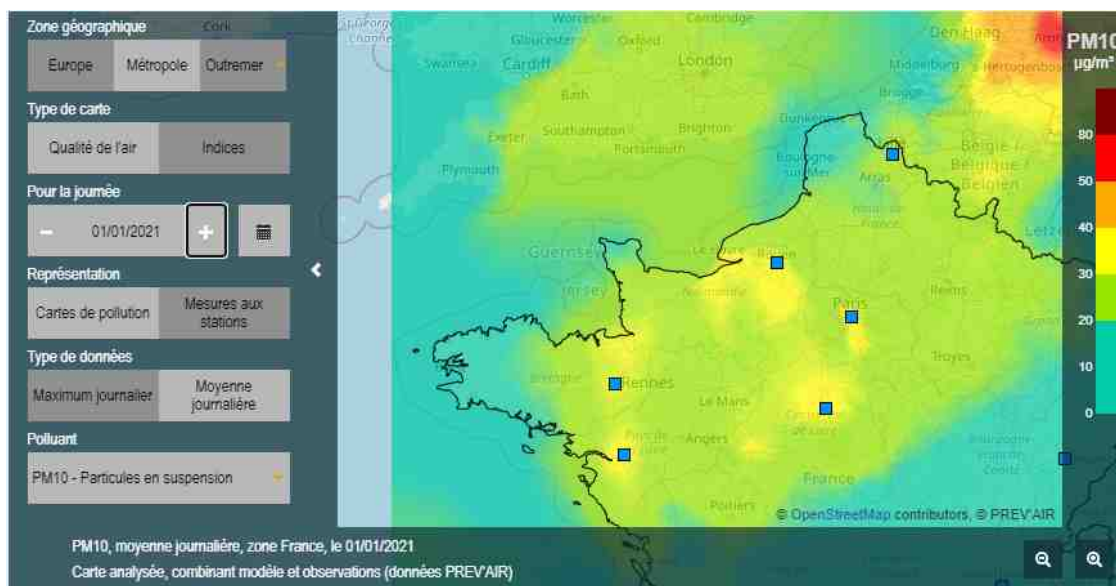 Zone géographique
Europe
Métropole
Outremer
Type de carte
Qualité de l'air
Indices
Pour la journée
01/01/2021
Représentation
Cartes de pollution
Mesures aux
stations
Type de données
Maximum journalier
Moyenne
journalière
Polluant
PM10 - Particules en suspension
PM10, moyenne journalière, zone France, le 01/01/2021
Carte analysée, combinant modèle et observations (données PREV'AIR)
Cork
Worcester
Cambridge
Gloucester
Oxford
Swansea
Cardiff
London
Bath
Exeter
Southampton
Brighton
Portsmouth
Plymouth
Den Haag
Middelburg
Brugge
België /
Belgique /
Belgien
Boulogne-
sur-Mer
Arras
Guernsey
Jersey
Le Havre
Rouen
Normandie
Paris
Reims
Troyes
Bretagne
Rennes
Le Mans
Angers
Poitiers
France
© OpenStreetMap contributors, © PREV'AIR
PM10
µg/m³
80
50
40
30
20
10
0